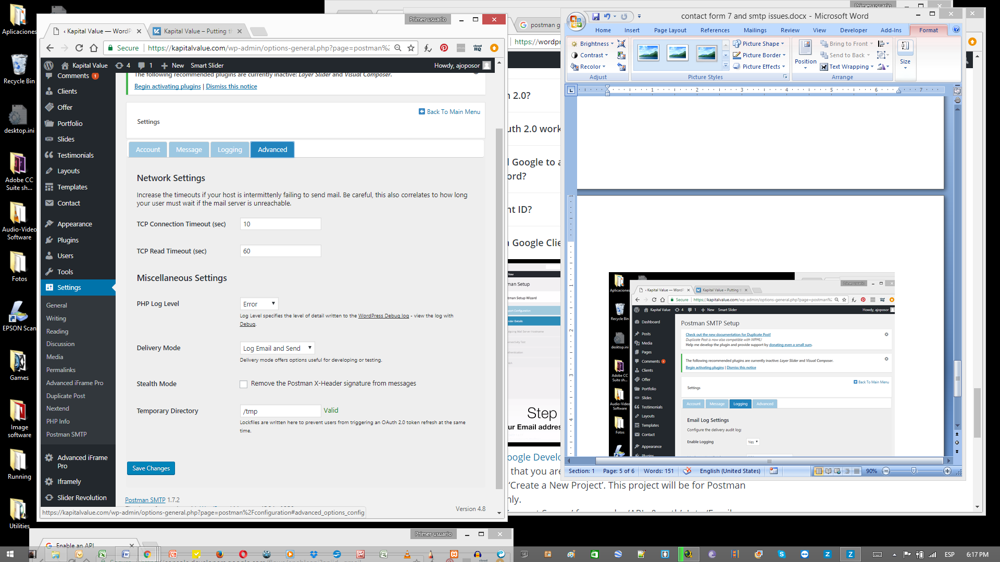 Aplicaciones
Recycle Bin
desktop.ini
Adobe CC
Suite sh...
Audio-Video
Software
Fotos
EPSON Scan
Games
Image
software
Running
Utilities
Primer usuario
‹ Kapital Value — WordP
Kapital Value – Putting t
Secure
https://kapitalvalue.com/wp-admin/options-general.php?page=postman%2
cloud
HQ
Kapital Value
4
1
New
Smart Slider
Howdy, ajoposor
Comments 1
Clients
Offer
Portfolio
Slides
Testimonials
Layouts
Templates
Contact
Appearance
Plugins
Users
Tools
Settings
General
Writing
Reading
Discussion
Media
Permalinks
Advanced iFrame Pro
Duplicate Post
Nextend
PHP Info
Postman SMTP
Advanced iFrame
Pro
Iframely
Slider Revolution
The following recommended plugins are currently inactive: Layer Slider and Visual Composer.
Begin activating plugins | Dismiss this notice
Back To Main Menu
Settings
Account
Message
Logging
Advanced
Network Settings
Increase the timeouts if your host is intermittenly failing to send mail. Be careful, this also correlates to how long
your user must wait if the mail server is unreachable.
TCP Connection Timeout (sec)
10
TCP Read Timeout (sec)
60
Miscellaneous Settings
PHP Log Level
Error
Log Level specifies the level of detail written to the WordPress Debug log - view the log with
Debug.
Delivery Mode
Log Email and Send
Delivery mode offers options useful for developing or testing.
Stealth Mode
Remove the Postman X-Header signature from messages
Temporary Directory
/tmp
Valid
Lockfiles are written here to prevent users from triggering an OAuth 2.0 token refresh at the same
time.
Save Changes
Postman SMTP 1.7.2
Version 4.8
https://kapitalvalue.com/wp-admin/options-general.php?page=postman%2Fconfiguration#advanced_options_config
Primer usuario
Enable an API
Primer usuario
postman g
https://wordpr
n 2.0?
uth 2.0 work
l Google to a
ord?
nt ID?
a Google Clie
man Setup
tman Setup Wizard
Step
ur Email addres
oogle Develo
that you are
‘Create a New Project’. This project will be for Postman
nly.
contact form 7 and smtp issues.docx - Microsoft Word
Home
Insert
Page Layout
References
Mailings
Review
View
Developer
Add-Ins
Format
Brightness
Contrast
Recolor
Adjust
Picture Shape
Picture Border
Picture Effects
Picture Styles
Position
Bring to Front
Send to Back
Text Wrapping
Arrange
Size
1 2 3 4 5 6 7
Aplicaciones
Recycle Bin
desktop.ini
Adobe CC
Suite sh...
Audio-Video
Software
Fotos
Primer usuario
‹ Kapital Value — WordP
Kapital Value – Putting t
Secure
https://kapitalvalue.com/wp-admin/options-general.php?page=postman%2
Kapital Value
4
1
New
Smart Slider
Howdy, ajoposor
Dashboard
Posts
Media
Pages
Comments
Clients
Offer
Portfolio
Slides
Testimonials
Layouts
Templates
Contact
Appearance
Plugins
Postman SMTP Setup
Check out the new documentation for Duplicate Post!
Duplicate Post is now also compatible with WPML!
Help me develop the plugin and provide support by donating even a small sum.
The following recommended plugins are currently inactive: Layer Slider and Visual Composer.
Begin activating plugins | Dismiss this notice
Back To Main Menu
Settings
Account
Message
Logging
Advanced
Email Log Settings
Configure the delivery audit log:
Enable Logging
Yes
Section: 1
Page: 5 of 6
Words: 151
English (United States)
90%
ESP
6:17 PM